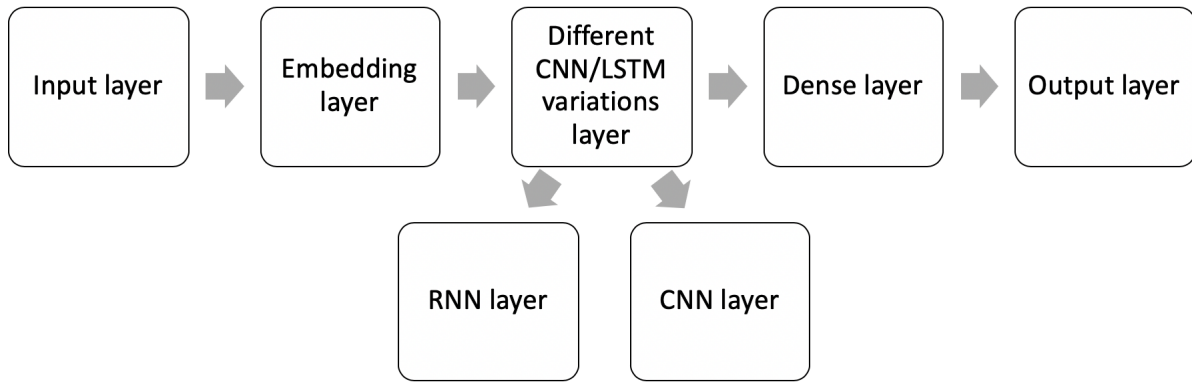 Input layer
Embedding
layer
Different
CNN/LSTM
variations
layer
Dense layer
Output layer
RNN layer
CNN layer